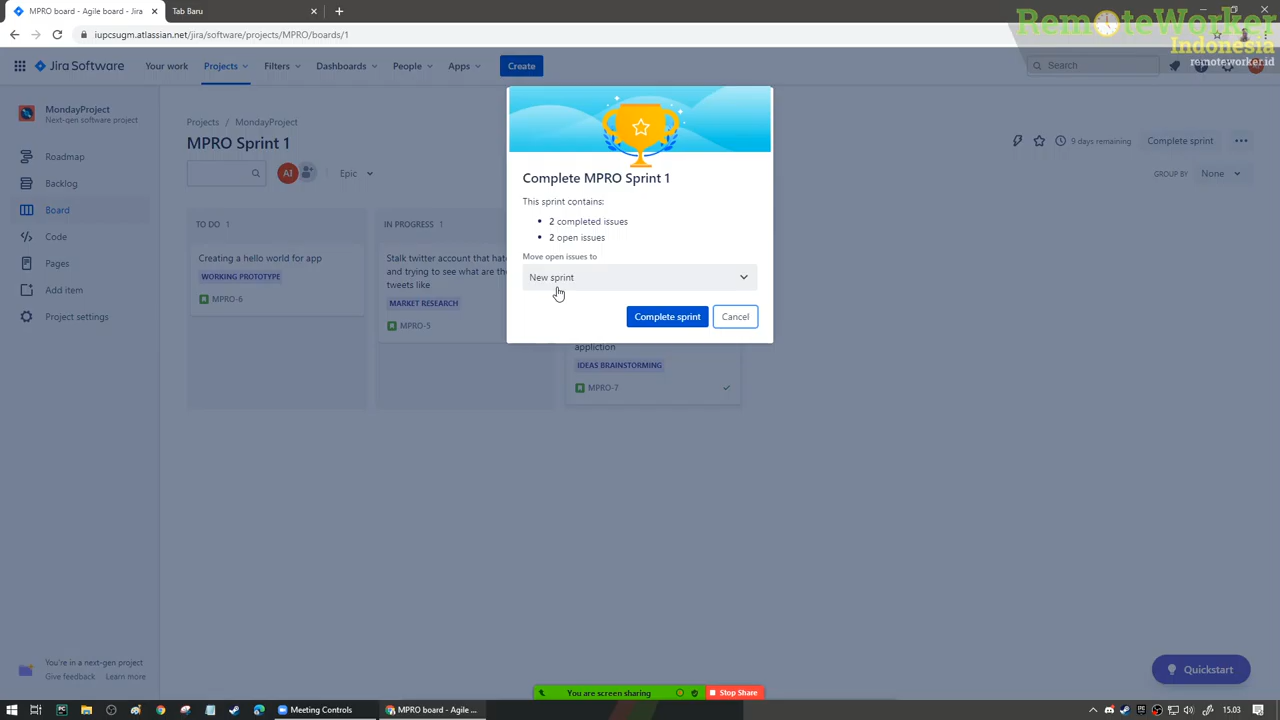 MPRO board - Agile board - Jira
Tab Baru
iupcsugm.atlassian.net/jira/software/projects/MPRO/boards/1
RemoteWorker
Indonesia
remoteworker.id
Jira Software
Your work
Projects
Filters
Dashboards
People
Apps
Create
Search
MondayProject
Next-gen software project
Roadmap
Backlog
Board
Code
Pages
Add item
Project settings
Projects / MondayProject
MPRO Sprint 1
AI
Epic
9 days remaining
Complete sprint
GROUP BY
None
TO DO 1
Creating a hello world for app
WORKING PROTOTYPE
MPRO-6
IN PROGRESS 1
Stalk twitter account that hat
and trying to see what are the
tweets like
MARKET RESEARCH
MPRO-5
appliction
IDEAS BRAINSTORMING
MPRO-7
Complete MPRO Sprint 1
This sprint contains:
2 completed issues
2 open issues
Move open issues to
New sprint
Complete sprint
Cancel
You're in a next-gen project
Give feedback
Learn more
Quickstart
You are screen sharing
Stop Share
Meeting Controls
MPRO board - Agile ...
15.03